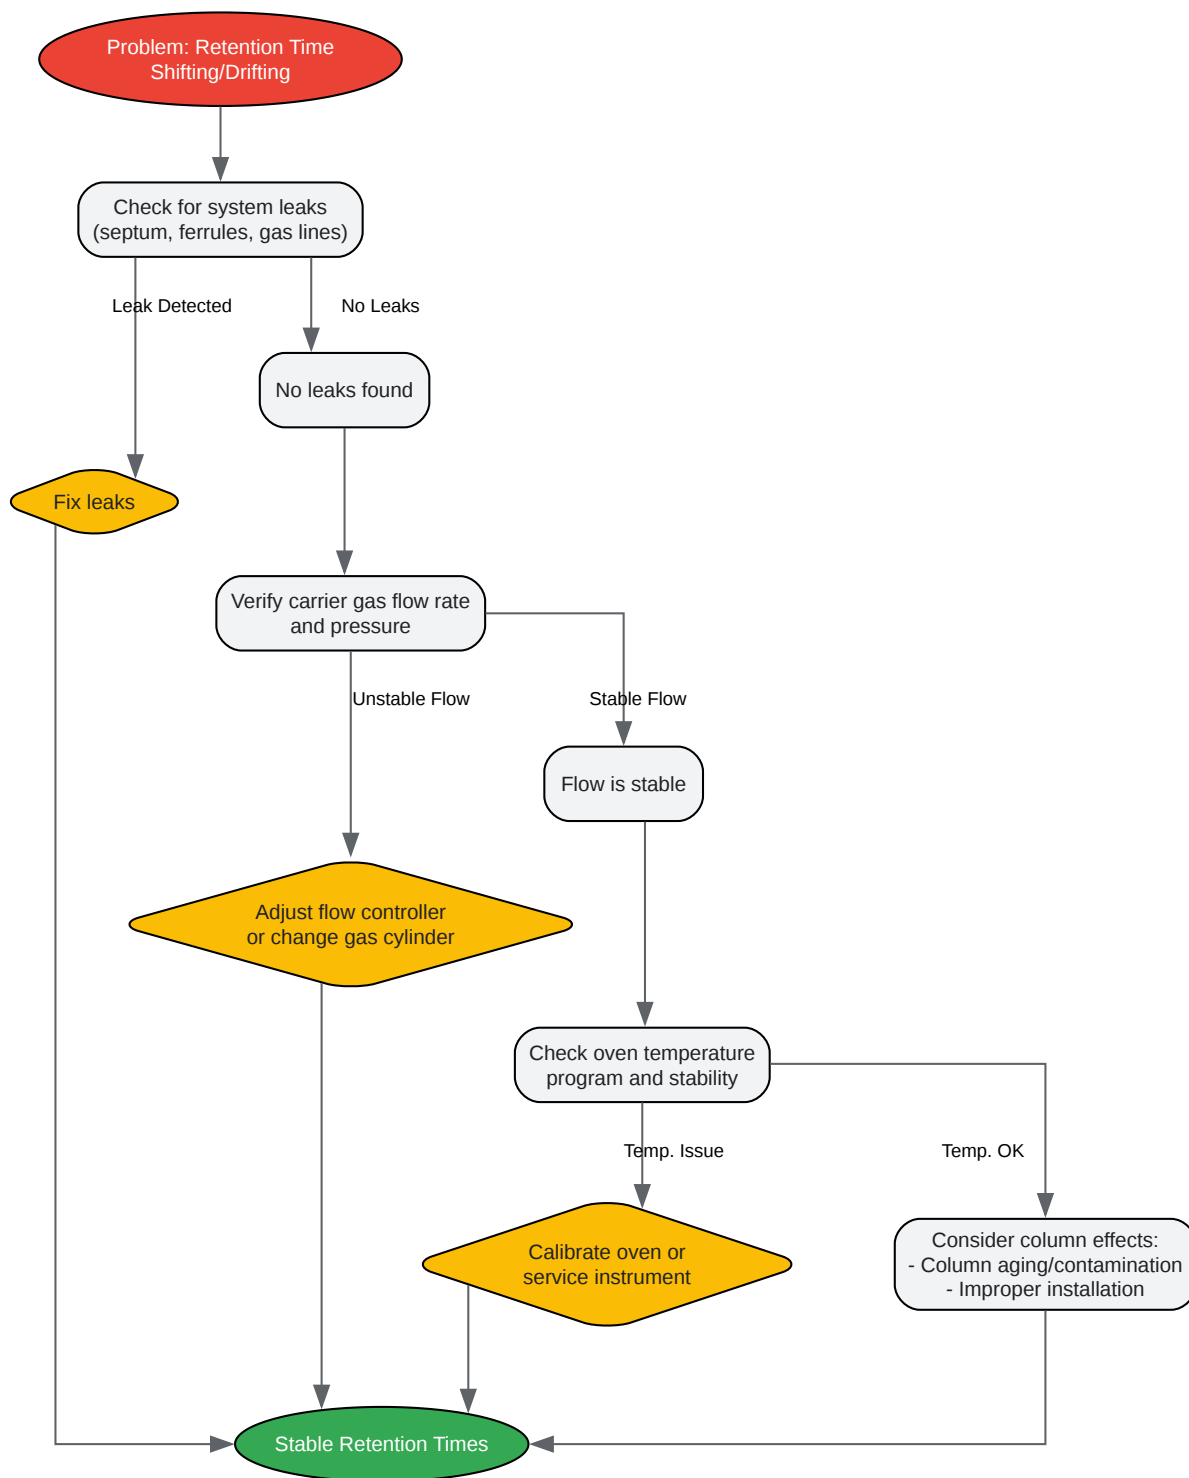 Problem: Retention Time
Shifting/Drifting
Check for system leaks
(septum, ferrules, gas lines)
Leak Detected
No Leaks
No leaks found
Fix leaks
Verify carrier gas flow rate
and pressure
Unstable Flow
Stable Flow
Flow is stable
Adjust flow controller
or change gas cylinder
Check oven temperature
program and stability
Temp. Issue
Temp. OK
Calibrate oven or
service instrument
Consider column effects:
- Column aging/contamination
- Improper installation
Stable Retention Times